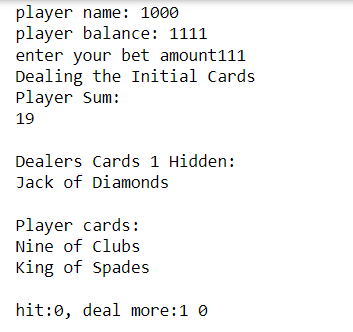 player name: 1000
player balance: 1111
enter your bet amount111
Dealing the Initial Cards
Player Sum:
19
Dealers Cards 1 Hidden:
Jack of Diamonds
Player cards:
Nine of Clubs
King of Spades
hit:0, deal more:1 0